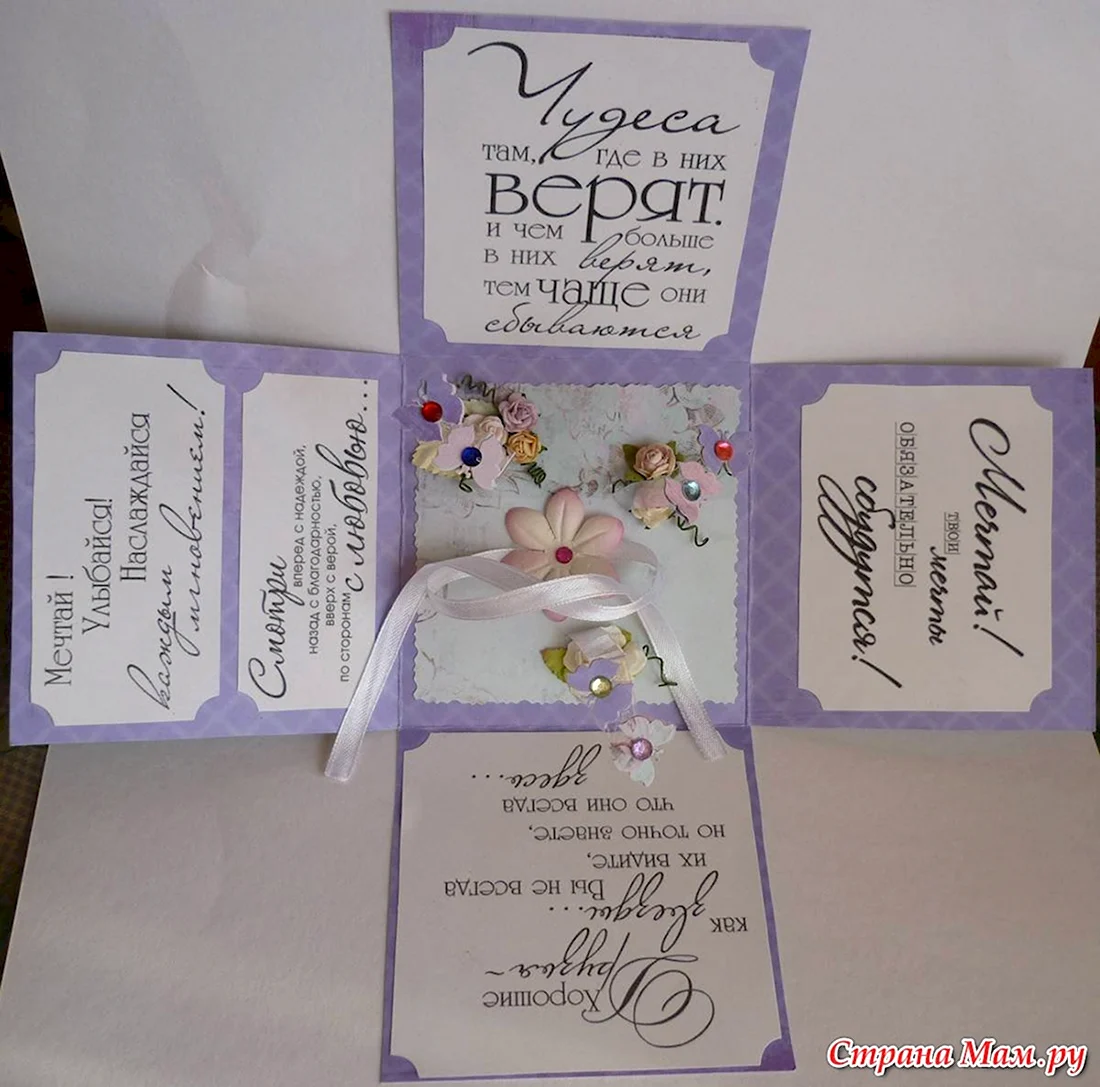 Чудеса
там, где в них
верят.
и чем больше
в них верят,
тем чаще они
сбываются
Мечтай !
Улыбайся!
Наслаждайся
каждым
мгновением!
Смотри
вперед с надеждой,
назад с благодарностью,
вверх с верой,
по сторонам с любовью...
Мечтай!
твои
мечты
ОБЯЗАТЕЛЬНО
сбудутся!
Хорошие
Друзья ~
как звезды...
Вы не всегда
их видите,
но точно знаете,
что они всегда
здесь...
Страна Мам.ру